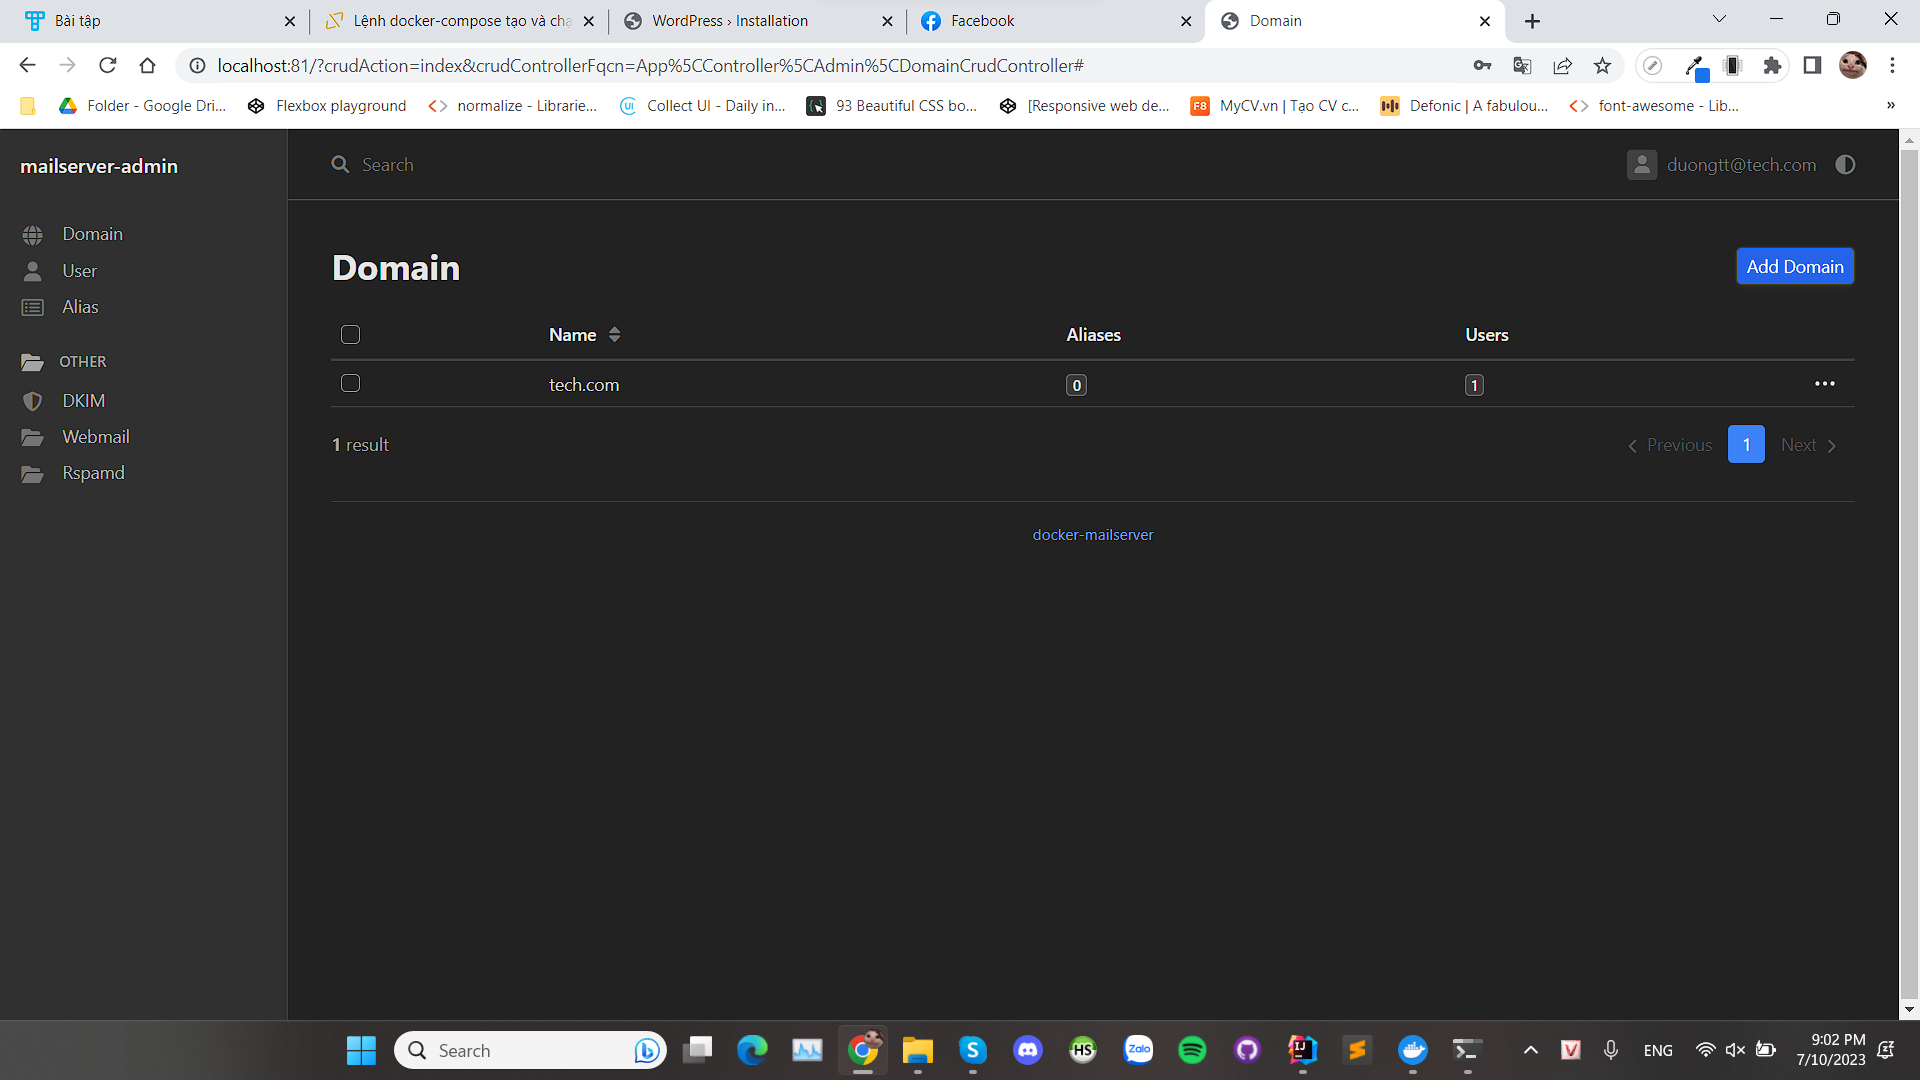 Bài tập
Lệnh docker-compose tạo và cha
WordPress › Installation
Facebook
Domain
localhost:81/?crudAction=index&crudControllerFqcn=App%5CController%5CAdmin%5CDomainCrudController#
Folder - Google Dri...
Flexbox playground
normalize - Librarie...
Collect UI - Daily in...
93 Beautiful CSS bo...
[Responsive web de...
MyCV.vn | Tạo CV c...
Defonic | A fabulou...
font-awesome - Lib...
»
mailserver-admin
Search
duongtt@tech.com
Domain
User
Alias
OTHER
DKIM
Webmail
Rspamd
Domain
Add Domain
Name
Aliases
Users
tech.com
0
1
1 result
Previous
1
Next
docker-mailserver
Search
ENG
9:02 PM
7/10/2023